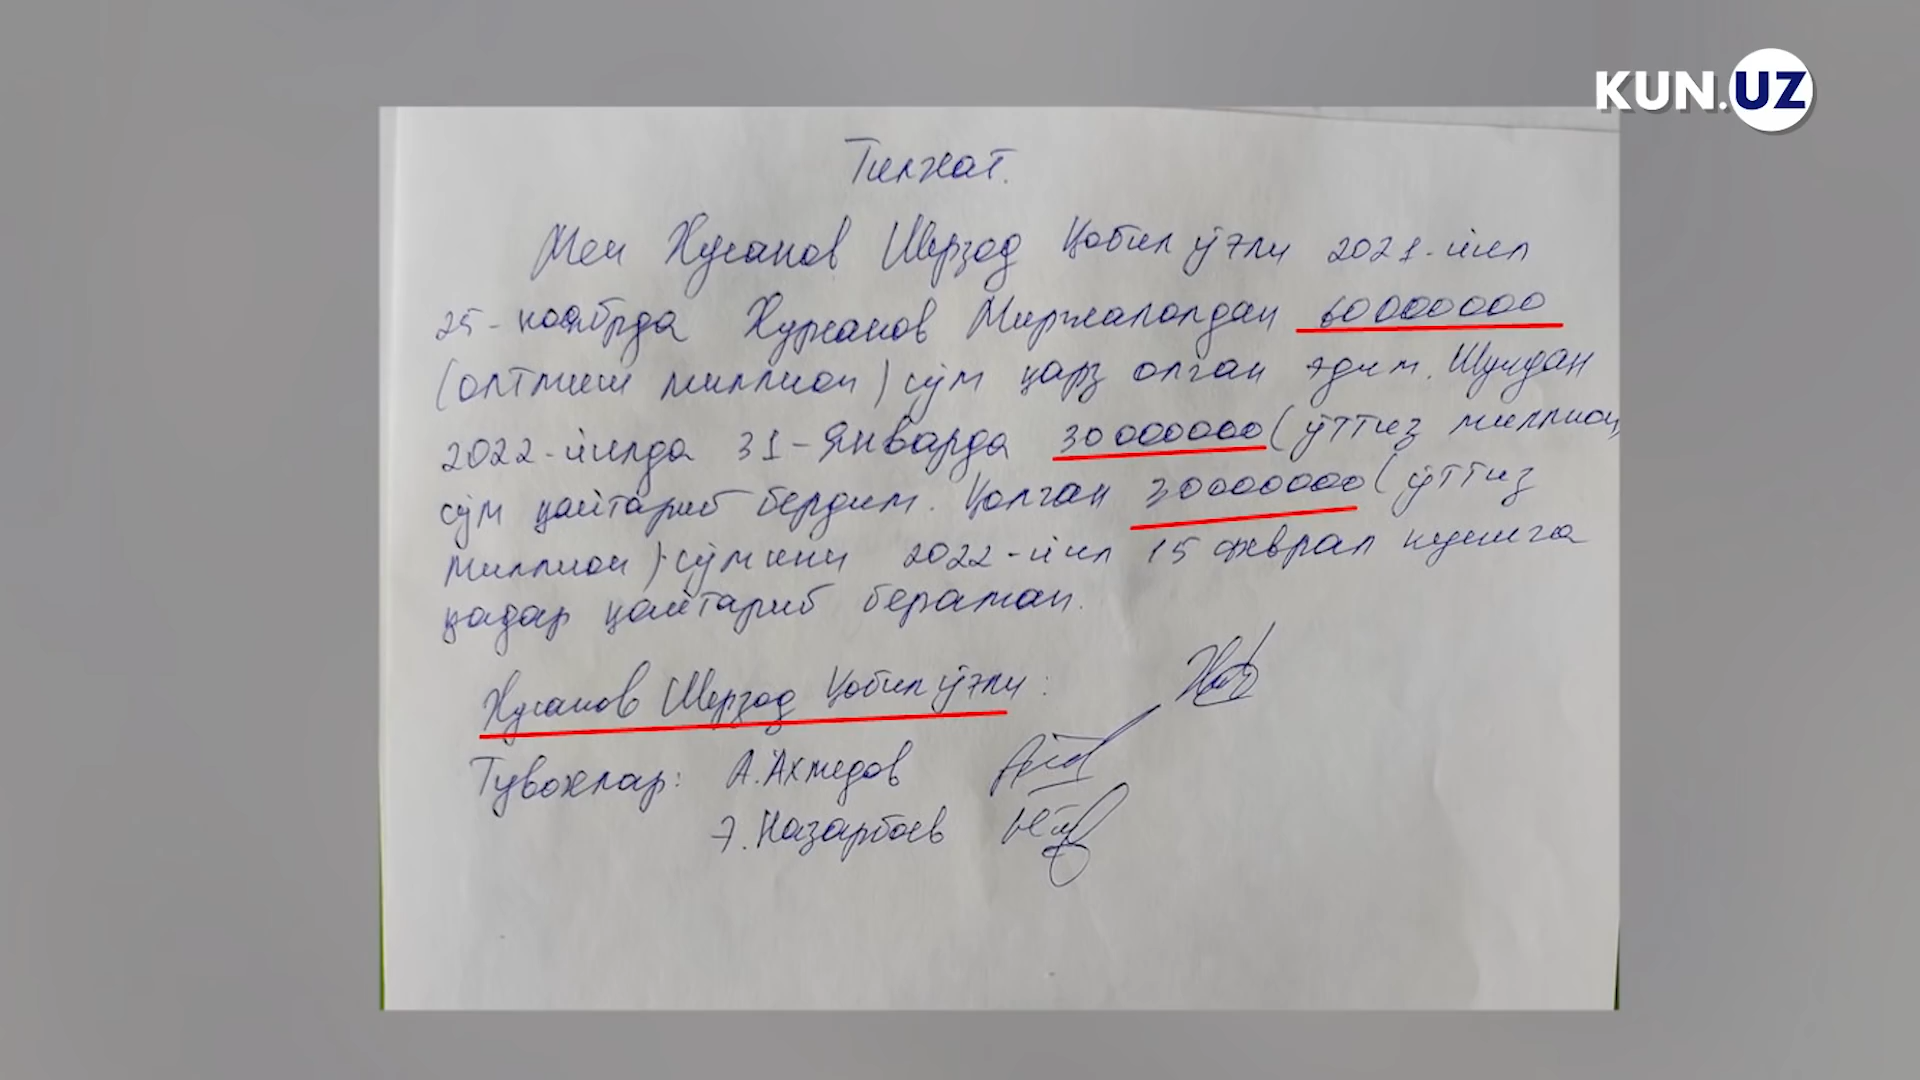 KUN.UZ
Тилхат.
Мен Хусанов Шерзод Қобил ўғли 2021-йил
25-ноябрда Хурсанов Миржалолдан 60000000
(олтмиш миллион) сўм қарз олган эдим. Шундан
2022-йилда 31-Январда 30000000 (ўттиз миллион)
сўм қайтариб бердим. Қолган 30000000 (ўттиз
миллион) сўмини 2022-йил 15 феврал кунига
қадар қайтариб бераман.
Хусанов Шерзод Қобил ўғли:
Гувоҳлар: А.Ахмедов
Э.Назарбоев